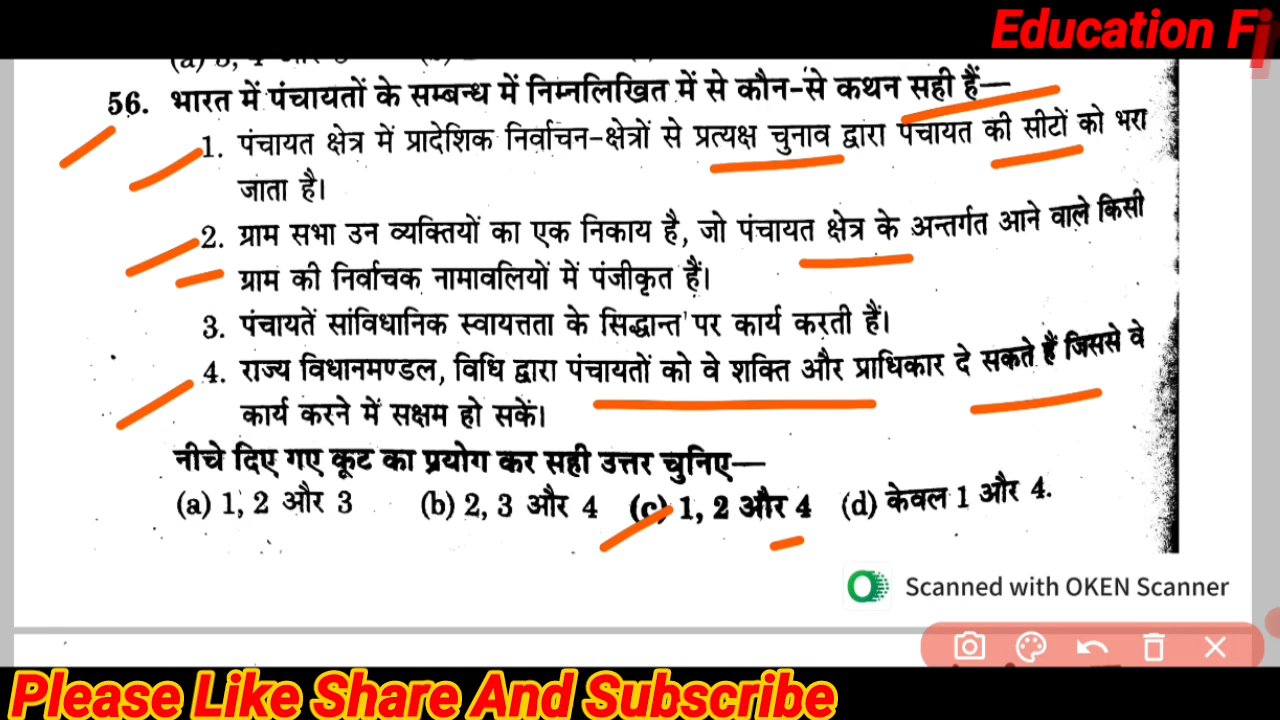 Education Fi
56. भारत में पंचायतों के सम्बन्ध में निम्नलिखित में से कौन-से कथन सही हैं—
1. पंचायत क्षेत्र में प्रादेशिक निर्वाचन-क्षेत्रों से प्रत्यक्ष चुनाव द्वारा पंचायत की सीटों को भरा
जाता है।
2. ग्राम सभा उन व्यक्तियों का एक निकाय है, जो पंचायत क्षेत्र के अन्तर्गत आने वाले किसी
ग्राम की निर्वाचक नामावलियों में पंजीकृत हैं।
3. पंचायतें सांविधानिक स्वायत्तता के सिद्धान्त पर कार्य करती हैं।
4. राज्य विधानमण्डल, विधि द्वारा पंचायतों को वे शक्ति और प्राधिकार दे सकते हैं जिससे वे
कार्य करने में सक्षम हो सकें।
नीचे दिए गए कूट का प्रयोग कर सही उत्तर चुनिए—
(a) 1, 2 और 3 (b) 2, 3 और 4 (c) 1, 2 और 4 (d) केवल 1 और 4.
Scanned with OKEN Scanner
Please Like Share And Subscribe